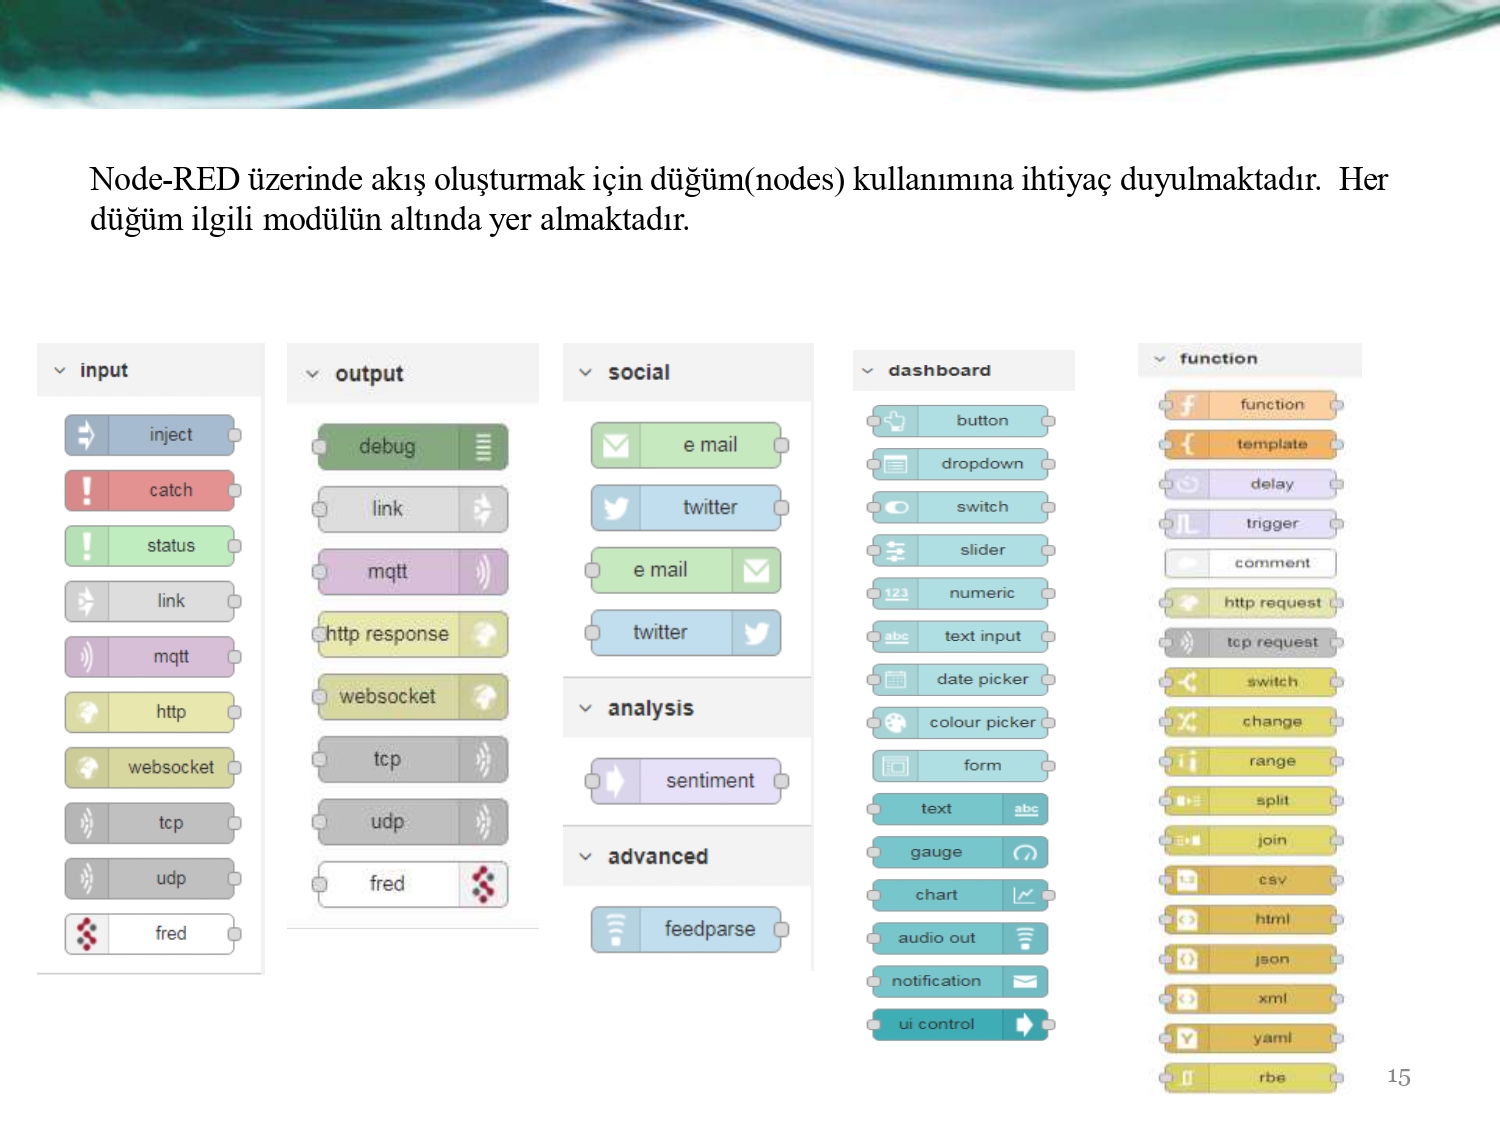 Node-RED üzerinde akış oluşturmak için düğüm(nodes) kullanımına ihtiyaç duyulmaktadır. Her
düğüm ilgili modülün altında yer almaktadır.
input
inject
catch
status
link
mqtt
http
websocket
tcp
udp
fred
output
debug
link
mqtt
http response
websocket
tcp
udp
fred
social
e mail
twitter
e mail
twitter
analysis
sentiment
advanced
feedparse
dashboard
button
dropdown
switch
slider
123 numeric
abc text input
date picker
colour picker
form
text abc
gauge
chart
audio out
notification
ui control
function
function
template
delay
trigger
comment
http request
tcp request
switch
change
range
split
join
csv
html
json
xml
yaml
rbe
15